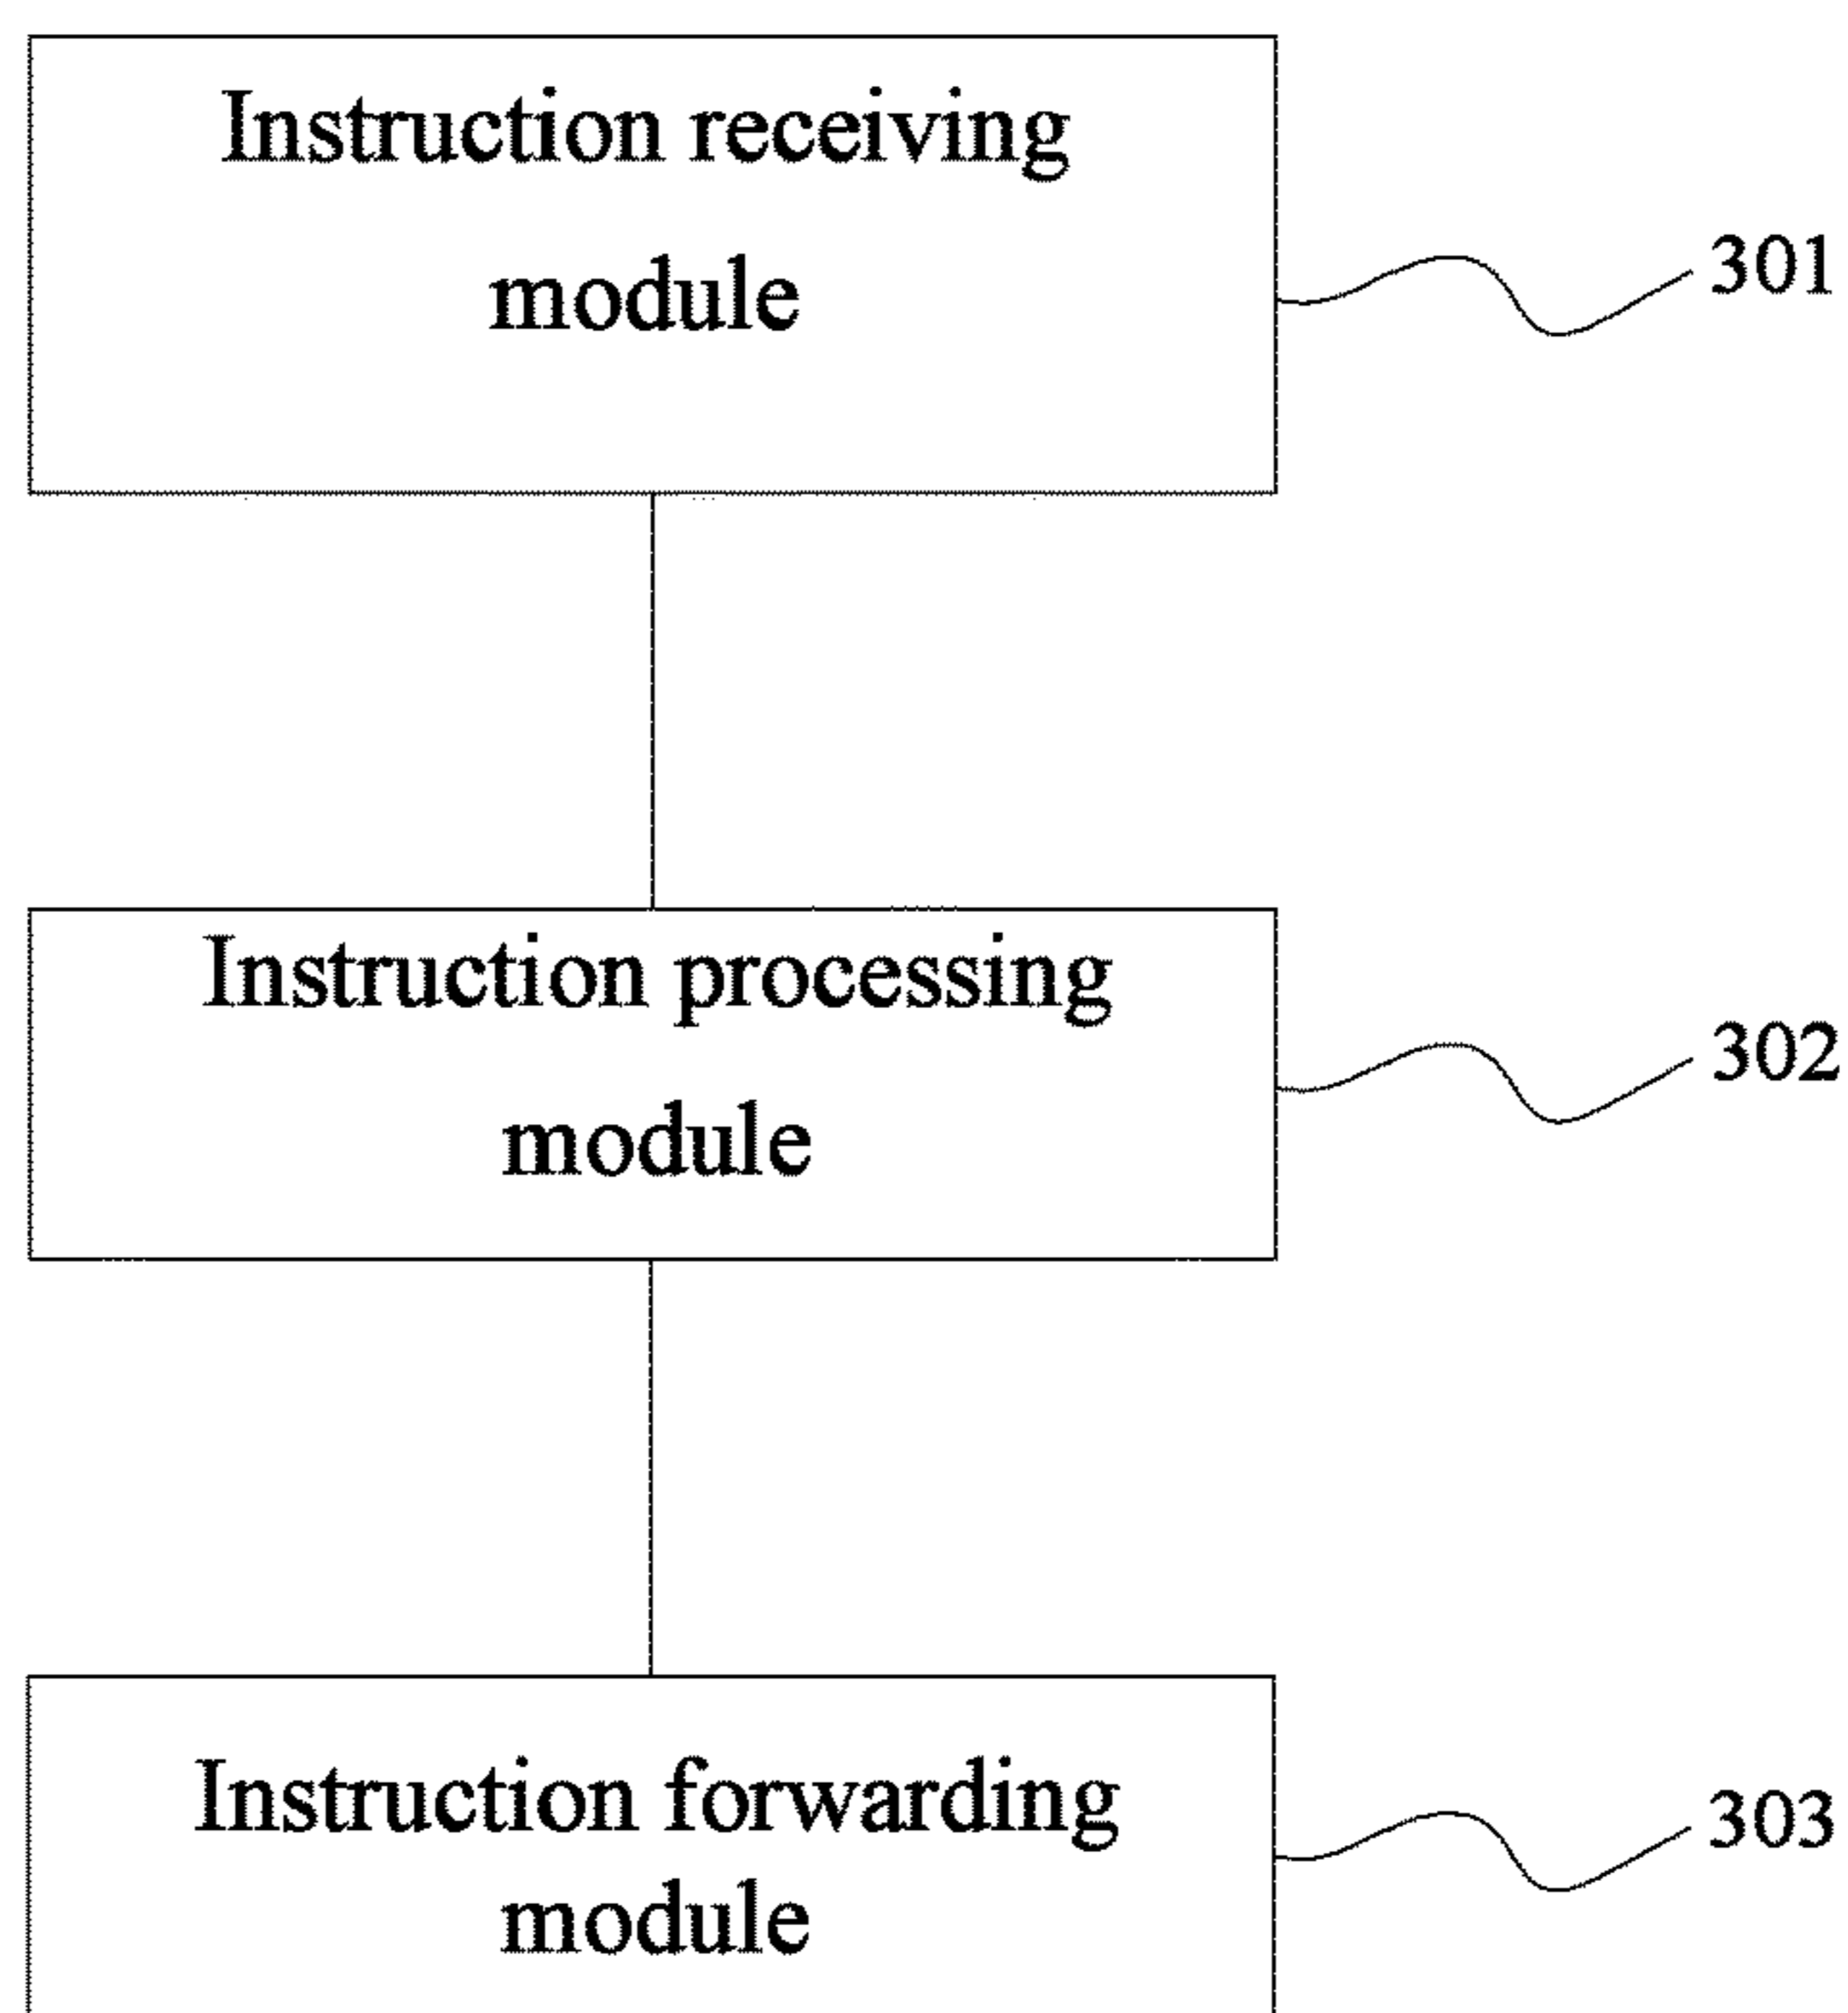 Instruction receiving
module
301
Instruction processing
module
302
Instruction forwarding
module
303